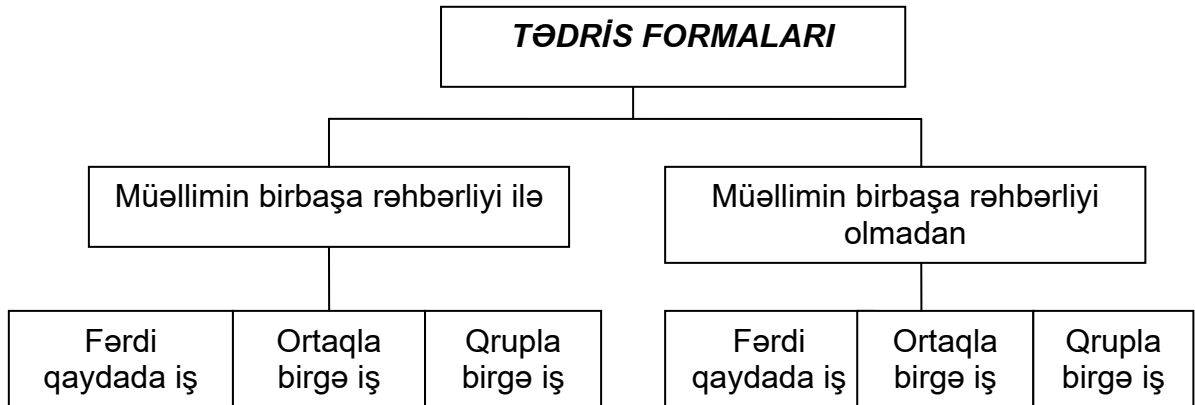 TƏDRİS FORMALARI
Müəllimin birbaşa rəhbərliyi ilə
Müəllimin birbaşa rəhbərliyi
olmadan
Fərdi
qaydada iş
Ortaqla
birgə iş
Qrupla
birgə iş
Fərdi
qaydada iş
Ortaqla
birgə iş
Qrupla
birgə iş